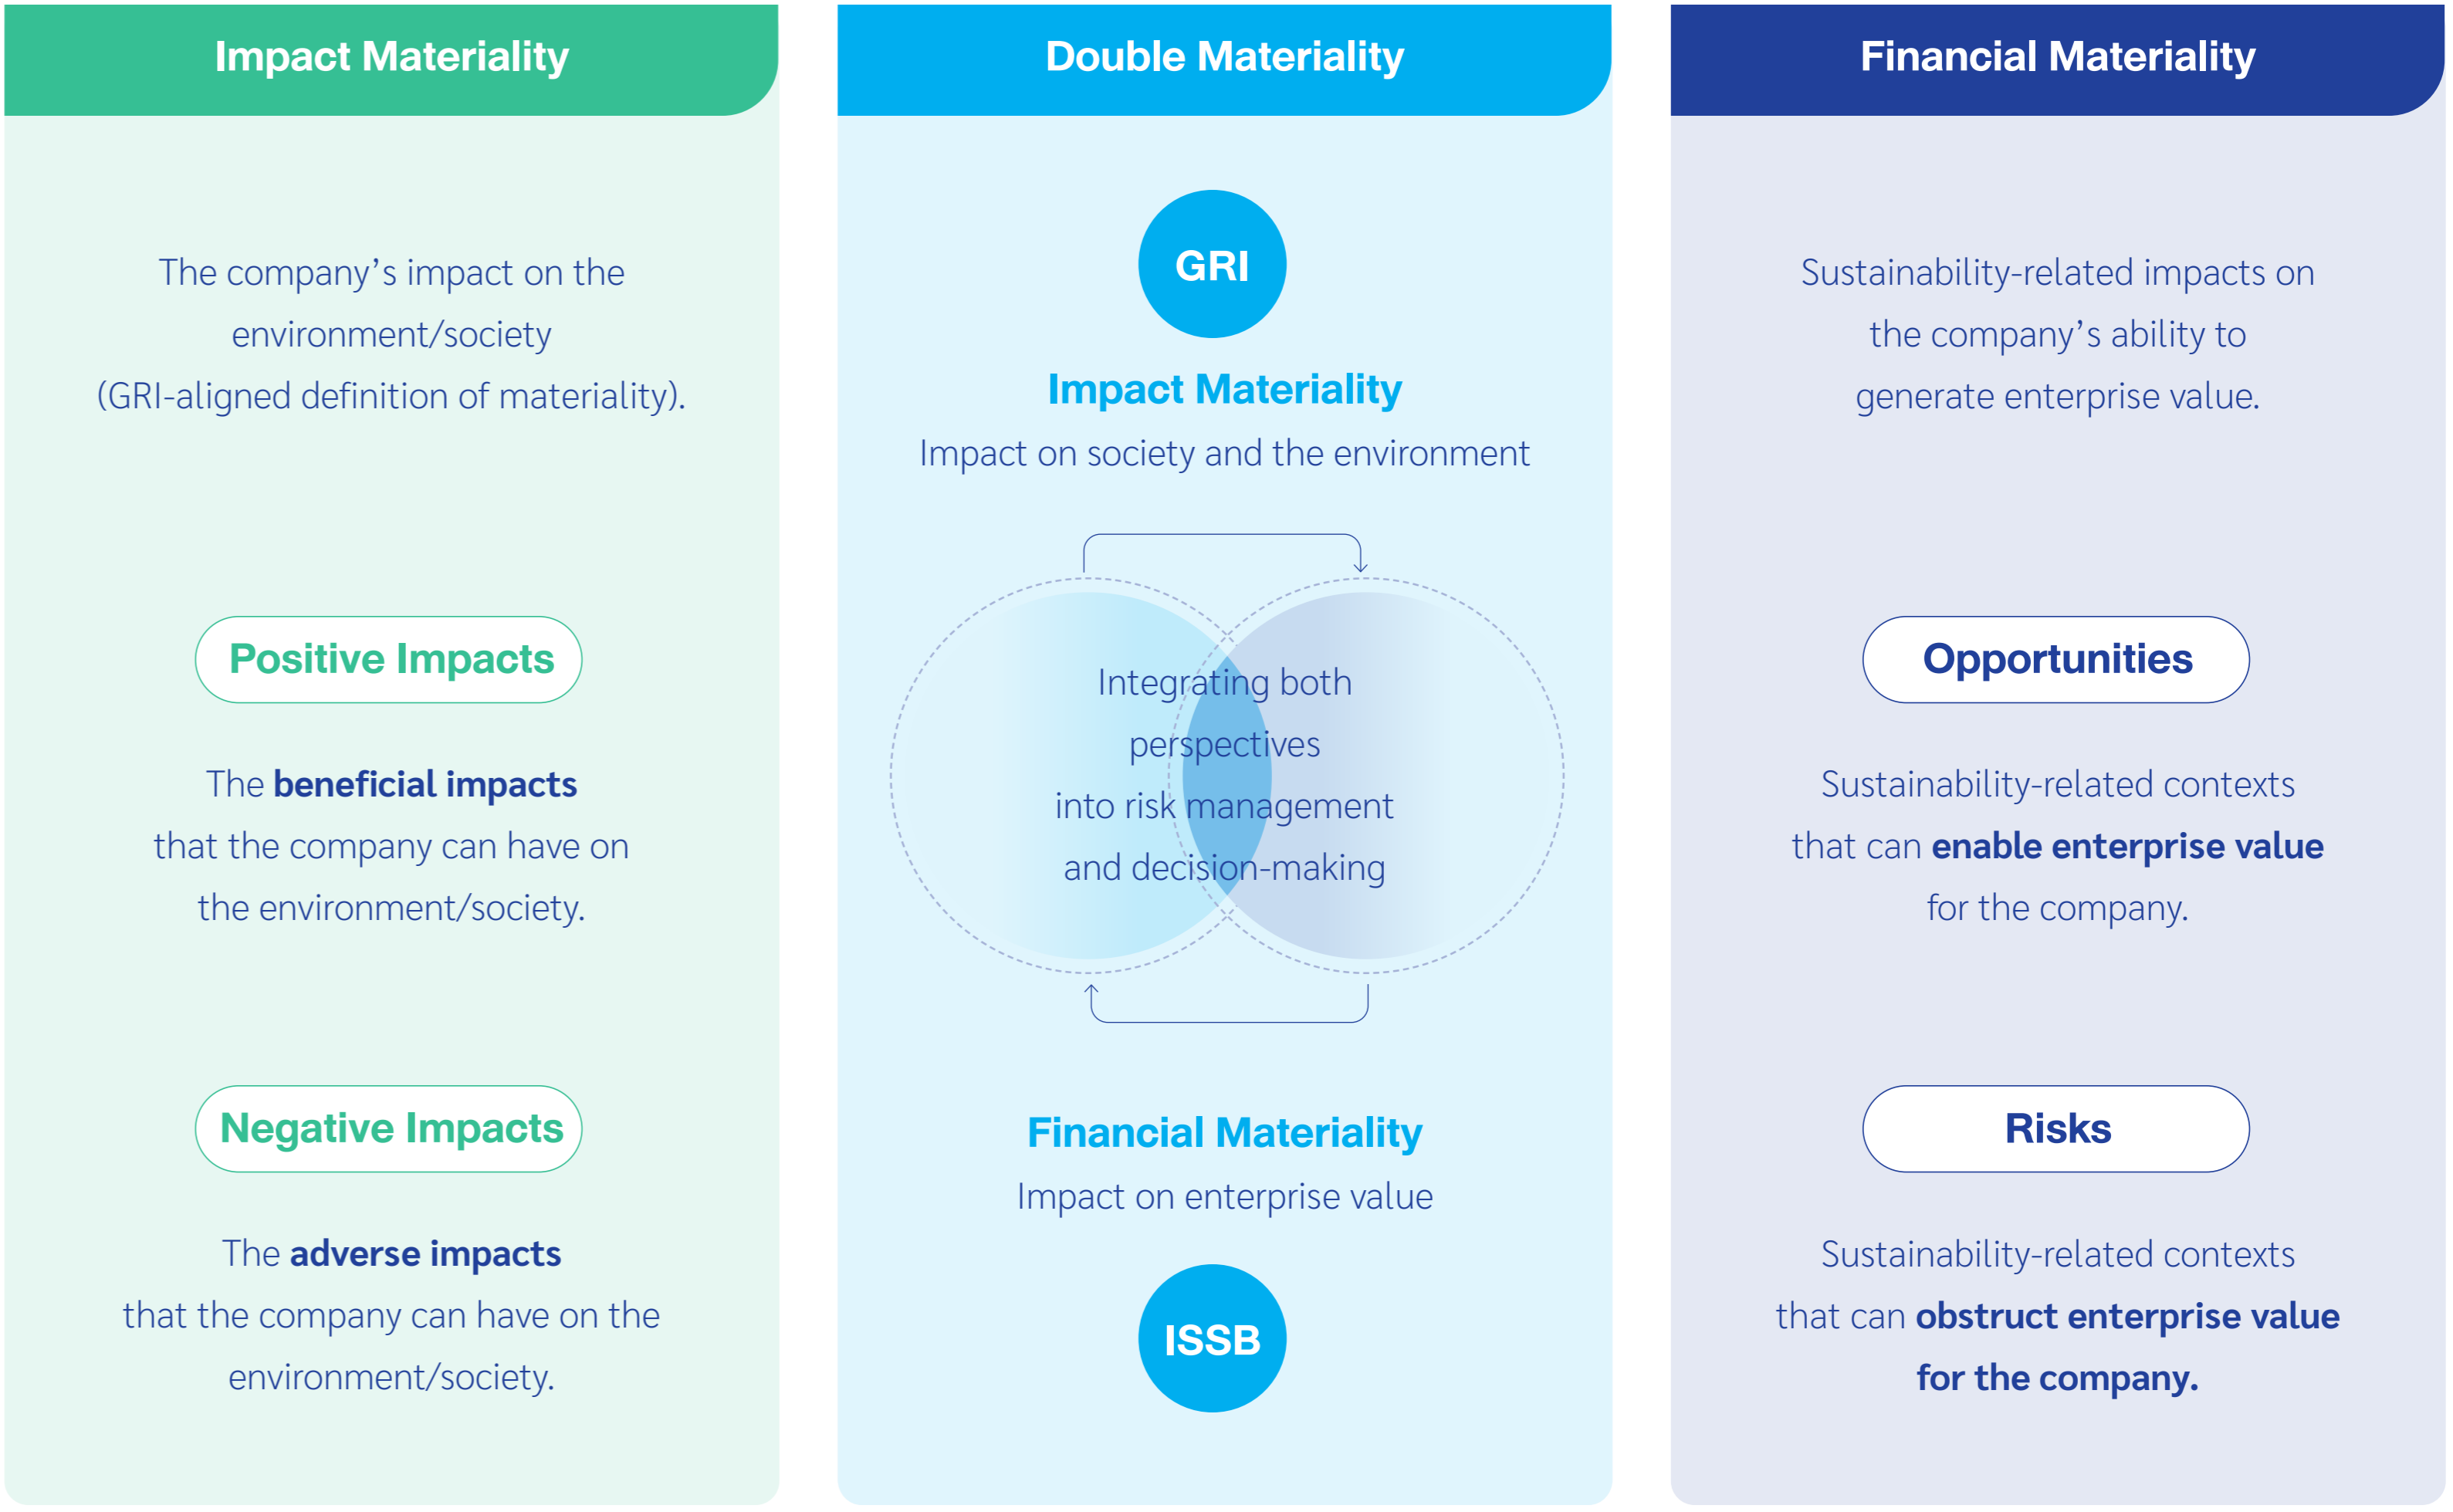 Impact Materiality
The company’s impact on the
environment/society
(GRI-aligned definition of materiality).
Positive Impacts
The beneficial impacts
that the company can have on
the environment/society.
Negative Impacts
The adverse impacts
that the company can have on the
environment/society.
Double Materiality
GRI
Impact Materiality
Impact on society and the environment
Integrating both
perspectives
into risk management
and decision-making
Financial Materiality
Impact on enterprise value
ISSB
Financial Materiality
Sustainability-related impacts on
the company’s ability to
generate enterprise value.
Opportunities
Sustainability-related contexts
that can enable enterprise value
for the company.
Risks
Sustainability-related contexts
that can obstruct enterprise value
for the company.